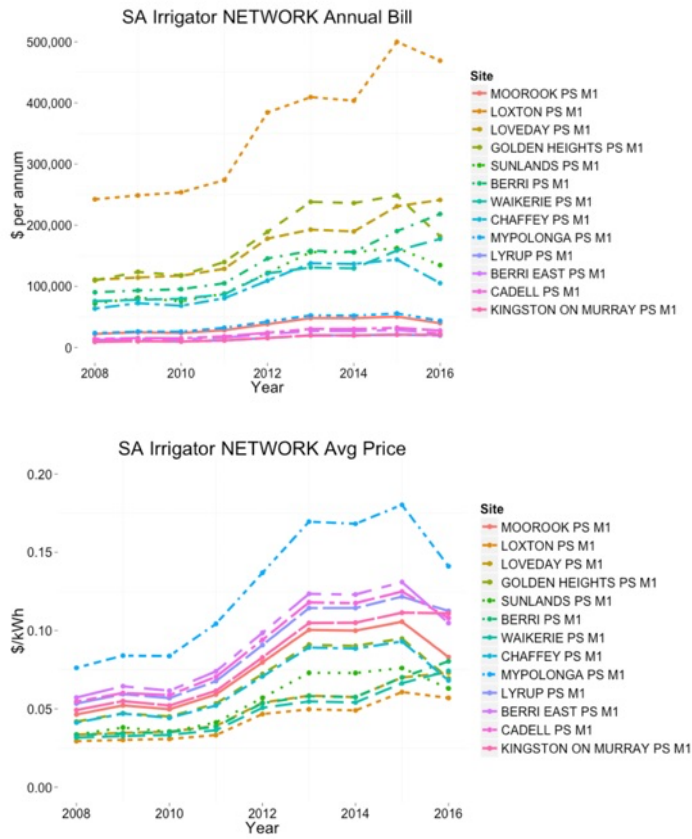 SA Irrigator NETWORK Annual Bill
500,000
400,000
300,000
200,000
100,000
0
$ per annum
2008 2010 2012 2014 2016
Year
Site
MOOROOK PS M1
LOXTON PS M1
LOVEDAY PS M1
GOLDEN HEIGHTS PS M1
SUNLANDS PS M1
BERRI PS M1
WAIKERIE PS M1
CHAFFEY PS M1
MYPOLONGA PS M1
LYRUP PS M1
BERRI EAST PS M1
CADELL PS M1
KINGSTON ON MURRAY PS M1
SA Irrigator NETWORK Avg Price
0.20
0.15
0.10
0.05
0.00
$/kWh
2008 2010 2012 2014 2016
Year
Site
MOOROOK PS M1
LOXTON PS M1
LOVEDAY PS M1
GOLDEN HEIGHTS PS M1
SUNLANDS PS M1
BERRI PS M1
WAIKERIE PS M1
CHAFFEY PS M1
MYPOLONGA PS M1
LYRUP PS M1
BERRI EAST PS M1
CADELL PS M1
KINGSTON ON MURRAY PS M1